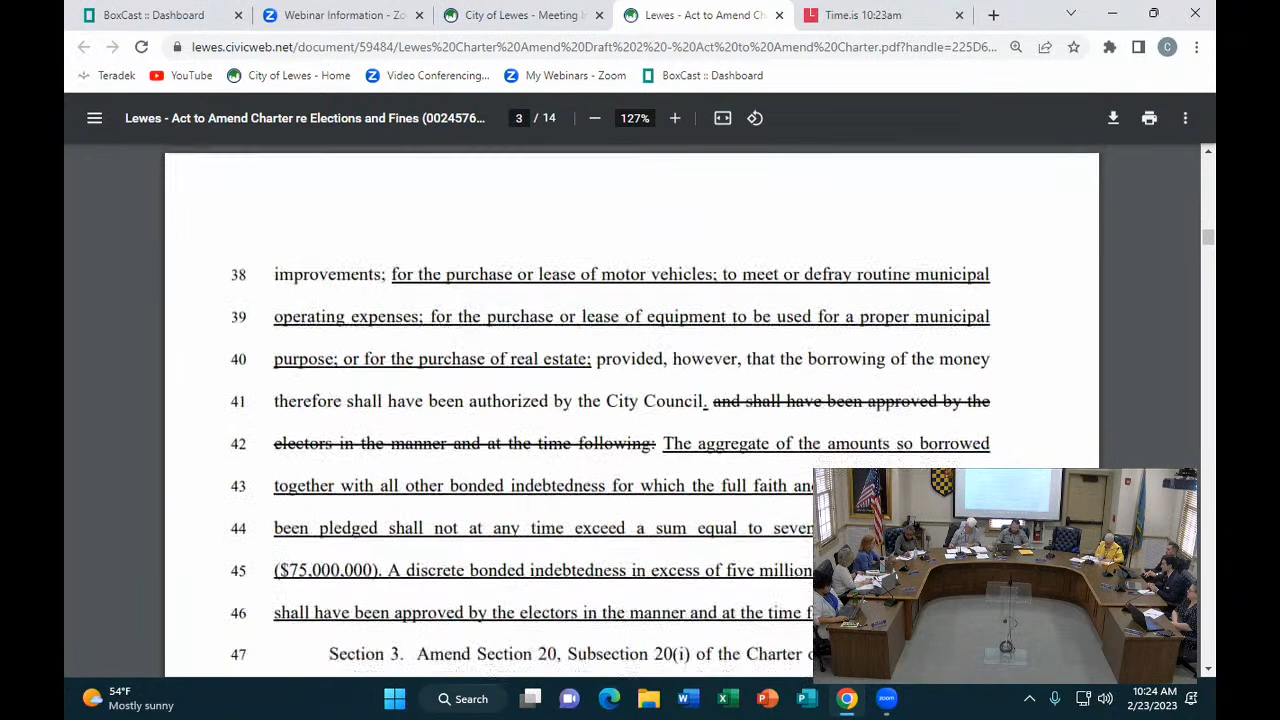 BoxCast :: Dashboard
Webinar Information - Zo
City of Lewes - Meeting
Lewes - Act to Amend Cha
Time.is 10:23am
lewes.civicweb.net/document/59484/Lewes%20Charter%20Amend%20Draft%202%20-%20Act%20to%20Amend%20Charter.pdf?handle=225D6...
C
Teradek
YouTube
City of Lewes - Home
Video Conferencing,...
My Webinars - Zoom
BoxCast :: Dashboard
Lewes - Act to Amend Charter re Elections and Fines (0024576...
3 / 14
127%
38 improvements; for the purchase or lease of motor vehicles; to meet or defray routine municipal
39 operating expenses; for the purchase or lease of equipment to be used for a proper municipal
40 purpose; or for the purchase of real estate; provided, however, that the borrowing of the money
41 therefore shall have been authorized by the City Council. and shall have been approved by the
42 electors in the manner and at the time following: The aggregate of the amounts so borrowed
43 together with all other bonded indebtedness for which the full faith an
44 been pledged shall not at any time exceed a sum equal to seven
45 ($75,000,000). A discrete bonded indebtedness in excess of five million
46 shall have been approved by the electors in the manner and at the time f
47 Section 3. Amend Section 20, Subsection 20(i) of the Charter
54°F
Mostly sunny
Search
zoom
10:24 AM
2/23/2023